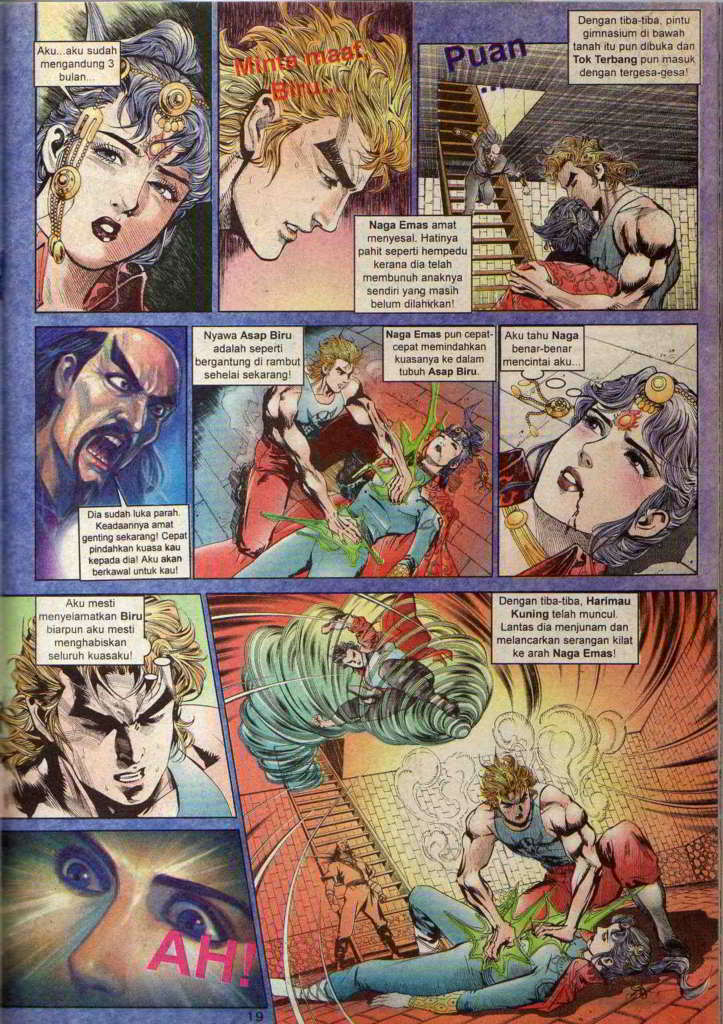 Aku...aku sudah
mengandung 3
bulan...
Minta maaf,
Biru...
Puan
...
Dengan tiba-tiba, pintu
gimnasium di bawah
tanah itu pun dibuka dan
Tok Terbang pun masuk
dengan tergesa-gesa!
Naga Emas amat
menyesal. Hatinya
pahit seperti hempedu
kerana dia telah
membunuh anaknya
sendiri yang masih
belum dilahirkan!
Dia sudah luka parah.
Keadaannya amat
genting sekarang! Cepat
pindahkan kuasa kau
kepada dia! Aku akan
berkawal untuk kau!
Nyawa Asap Biru
adalah seperti
bergantung di rambut
sehelai sekarang!
Naga Emas pun cepat-
cepat memindahkan
kuasanya ke dalam
tubuh Asap Biru.
Aku tahu Naga
benar-benar
mencintai aku...
Aku mesti
menyelamatkan Biru
biarpun aku mesti
menghabiskan
seluruh kuasaku!
Dengan tiba-tiba, Harimau
Kuning telah muncul.
Lantas dia menjunam dan
melancarkan serangan kilat
ke arah Naga Emas!
AH!
19